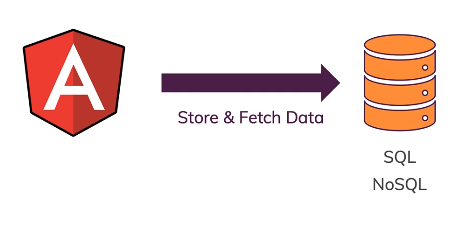 A
Store & Fetch Data
SQL
NoSQL